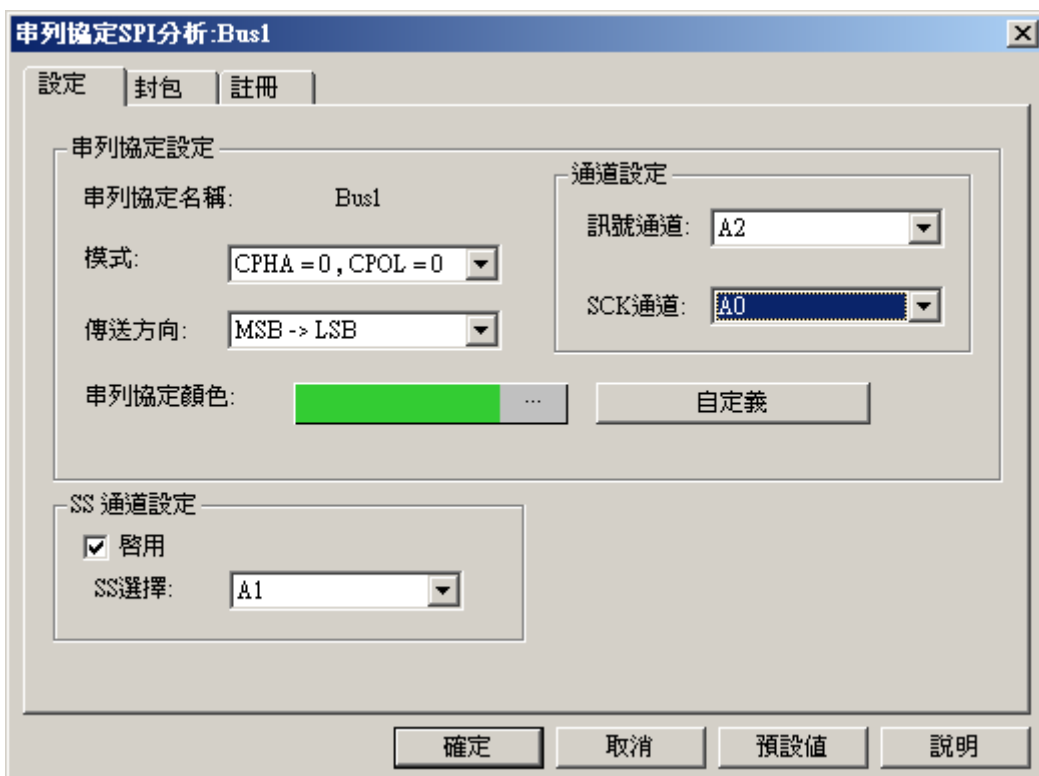 串列協定SPI分析:Bus1
設定 封包 註冊
串列協定設定
串列協定名稱: Bus1
模式: CPHA = 0 , CPOL = 0
傳送方向: MSB -> LSB
串列協定顏色: ... 自定義
通道設定
訊號通道: A2
SCK通道: A0
SS 通道設定
啓用
SS選擇: A1
確定 取消 預設值 說明